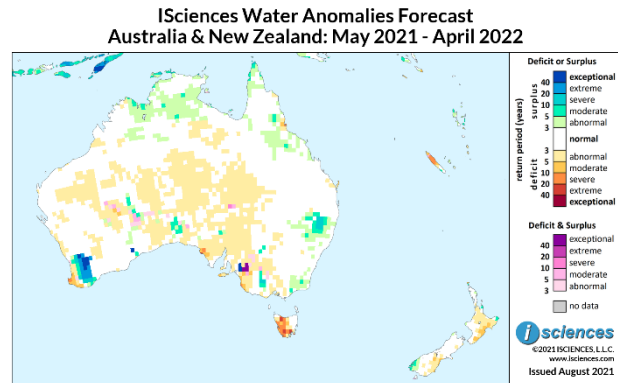 ISciences Water Anomalies Forecast
Australia & New Zealand: May 2021 - April 2022
Deficit or Surplus
return period (years)
surplus
deficit
40
20
10
5
3
exceptional
extreme
severe
moderate
abnormal
normal
3
5
10
20
40
abnormal
moderate
severe
extreme
exceptional
Deficit & Surplus
40
20
10
5
3
exceptional
extreme
severe
moderate
abnormal
no data
i sciences
©2021 ISCIENCES, L.L.C.
www.isciences.com
Issued August 2021